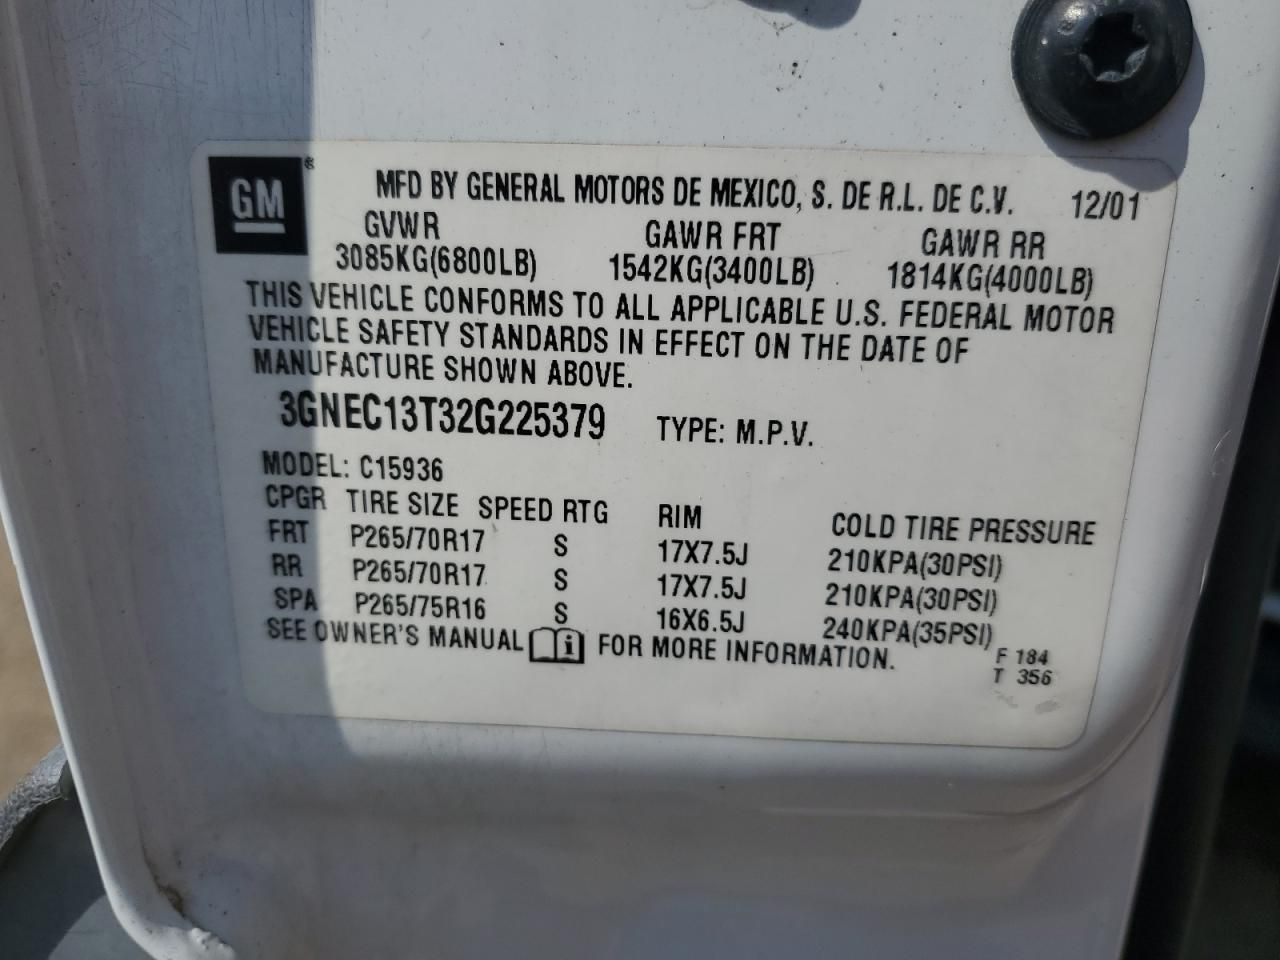 GM®
MFD BY GENERAL MOTORS DE MEXICO, S. DE R.L. DE C.V. 12/01
GVWR GAWR FRT GAWR RR
3085KG(6800LB) 1542KG(3400LB) 1814KG(4000LB)
THIS VEHICLE CONFORMS TO ALL APPLICABLE U.S. FEDERAL MOTOR
VEHICLE SAFETY STANDARDS IN EFFECT ON THE DATE OF
MANUFACTURE SHOWN ABOVE.
3GNEC13T32G225379 TYPE: M.P.V.
MODEL: C15936
CPGR TIRE SIZE SPEED RTG RIM COLD TIRE PRESSURE
FRT P265/70R17 S 17X7.5J 210KPA(30PSI)
RR P265/70R17 S 17X7.5J 210KPA(30PSI)
SPA P265/75R16 S 16X6.5J 240KPA(35PSI)
SEE OWNER'S MANUAL i FOR MORE INFORMATION.
F 184
T 356